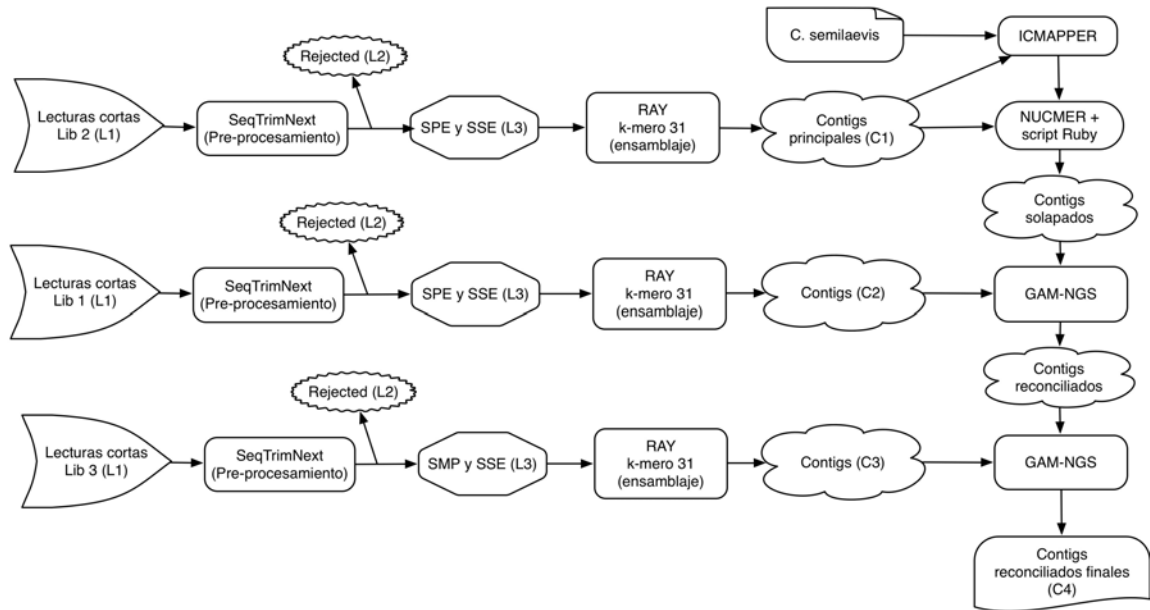 C. semilaevis
ICMAPPER
Rejected (L2)
Lecturas cortas
Lib 2 (L1)
SeqTrimNext
(Pre-procesamiento)
SPE y SSE (L3)
RAY
k-mero 31
(ensamblaje)
Contigs
principales (C1)
NUCMER +
script Ruby
Contigs
solapados
Rejected (L2)
Lecturas cortas
Lib 1 (L1)
SeqTrimNext
(Pre-procesamiento)
SPE y SSE (L3)
RAY
k-mero 31
(ensamblaje)
Contigs (C2)
GAM-NGS
Contigs
reconciliados
Rejected (L2)
Lecturas cortas
Lib 3 (L1)
SeqTrimNext
(Pre-procesamiento)
SMP y SSE (L3)
RAY
k-mero 31
(ensamblaje)
Contigs (C3)
GAM-NGS
Contigs
reconciliados finales
(C4)